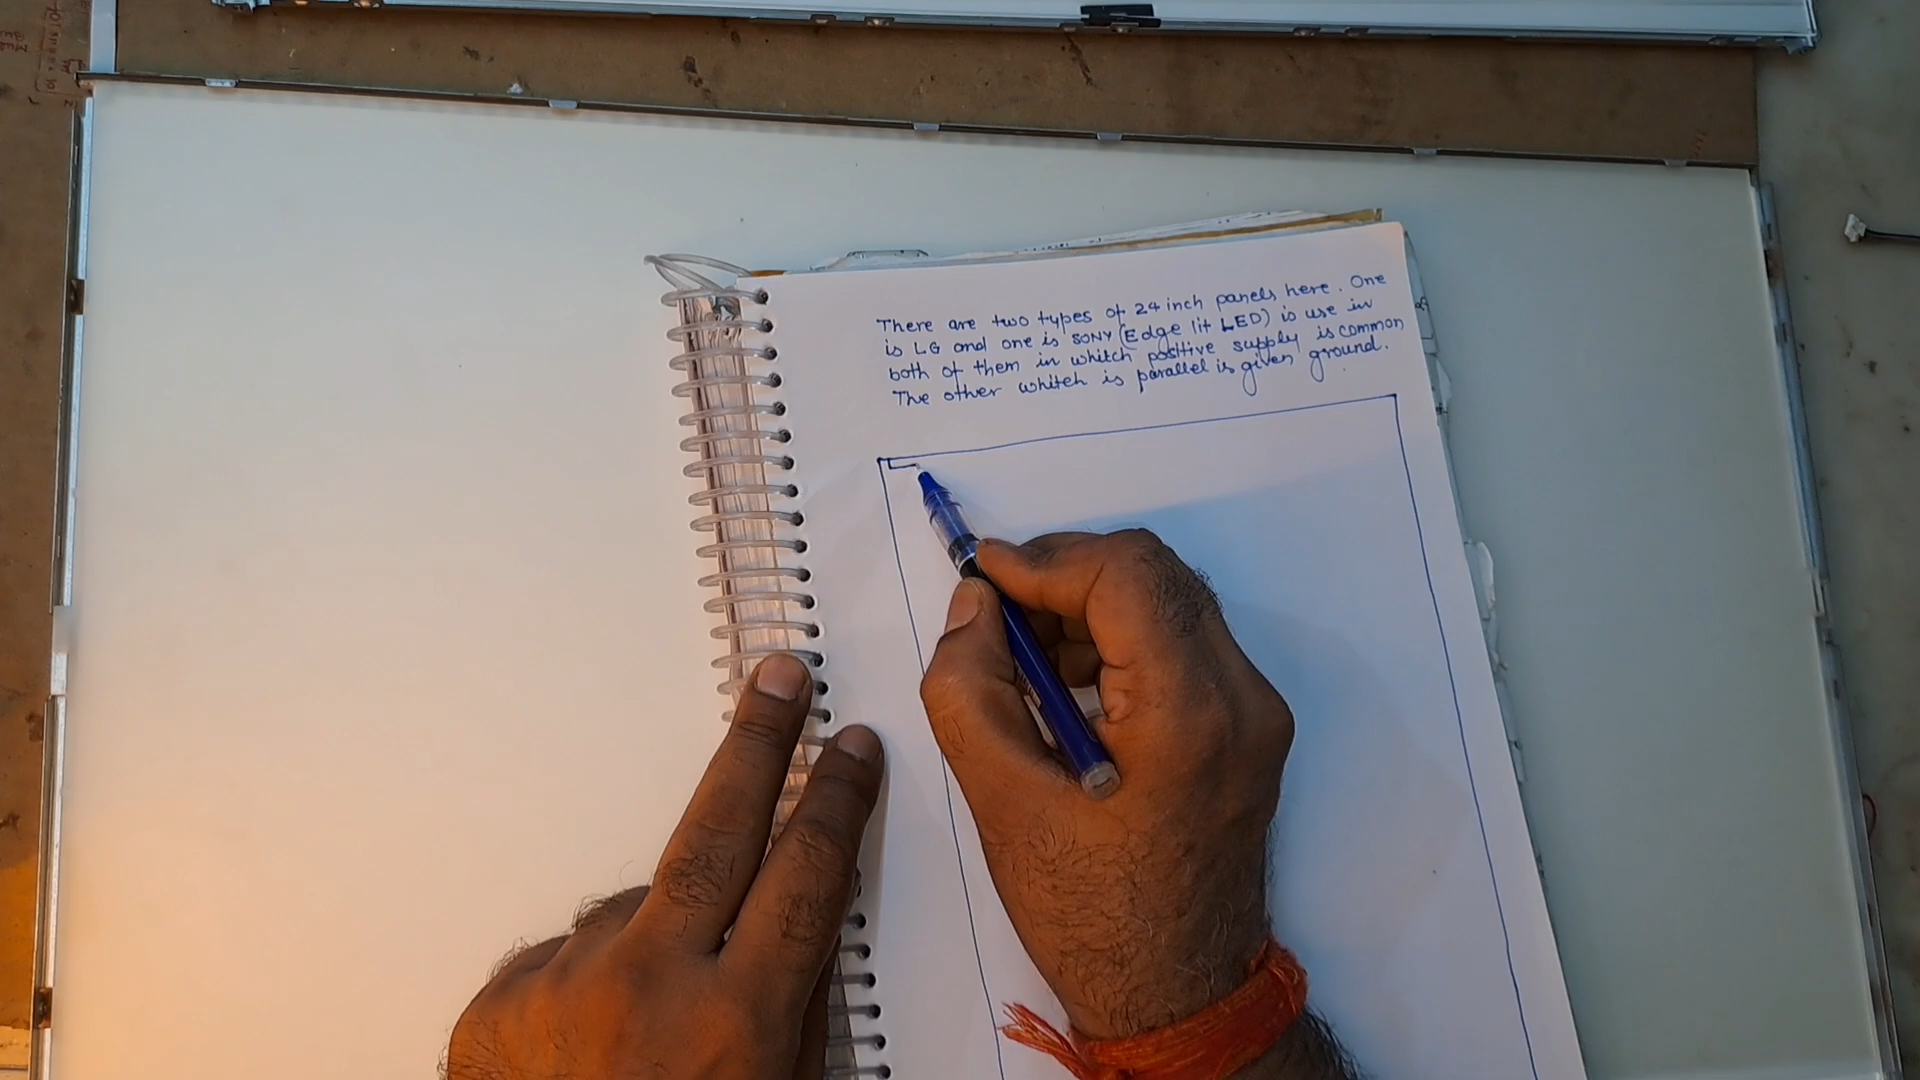 There are two types of 24 inch panels here. One
is LG and one is SONY (Edge lit LED) is use in
both of them in whitch positive supply is common
The other whitch is parallel is given ground.